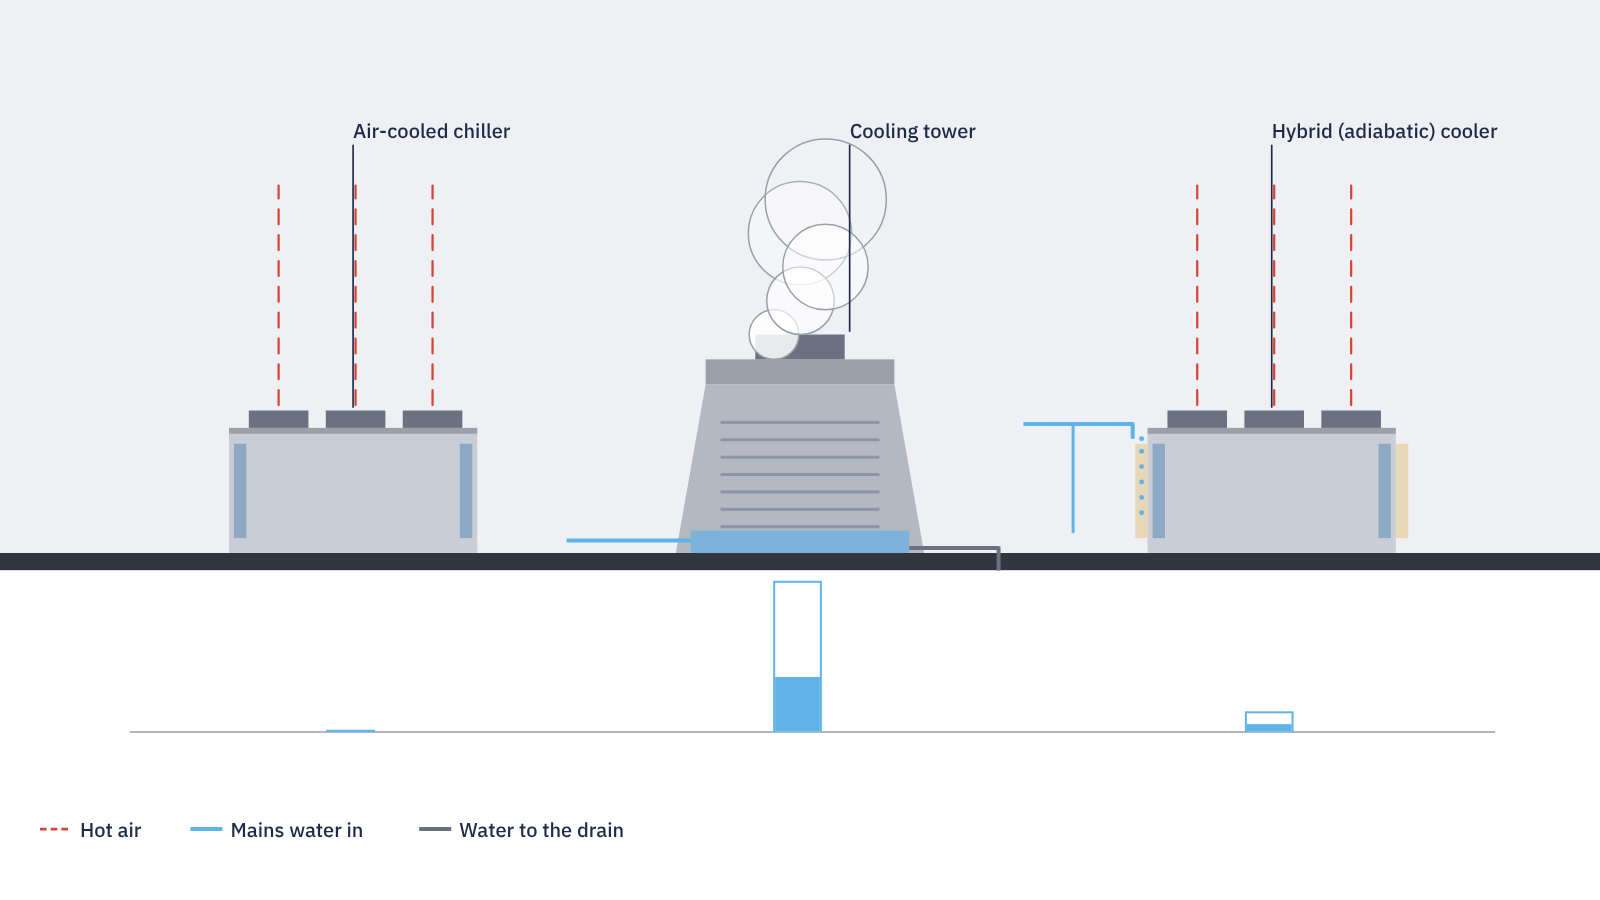 Air-cooled chiller
Cooling tower
Hybrid (adiabatic) cooler
Hot air
Mains water in
Water to the drain